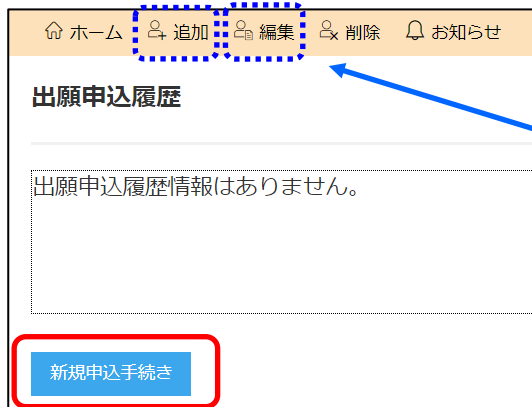 ホーム 追加 編集 削除 お知らせ
出願申込履歴
出願申込履歴情報はありません。
新規申込手続き